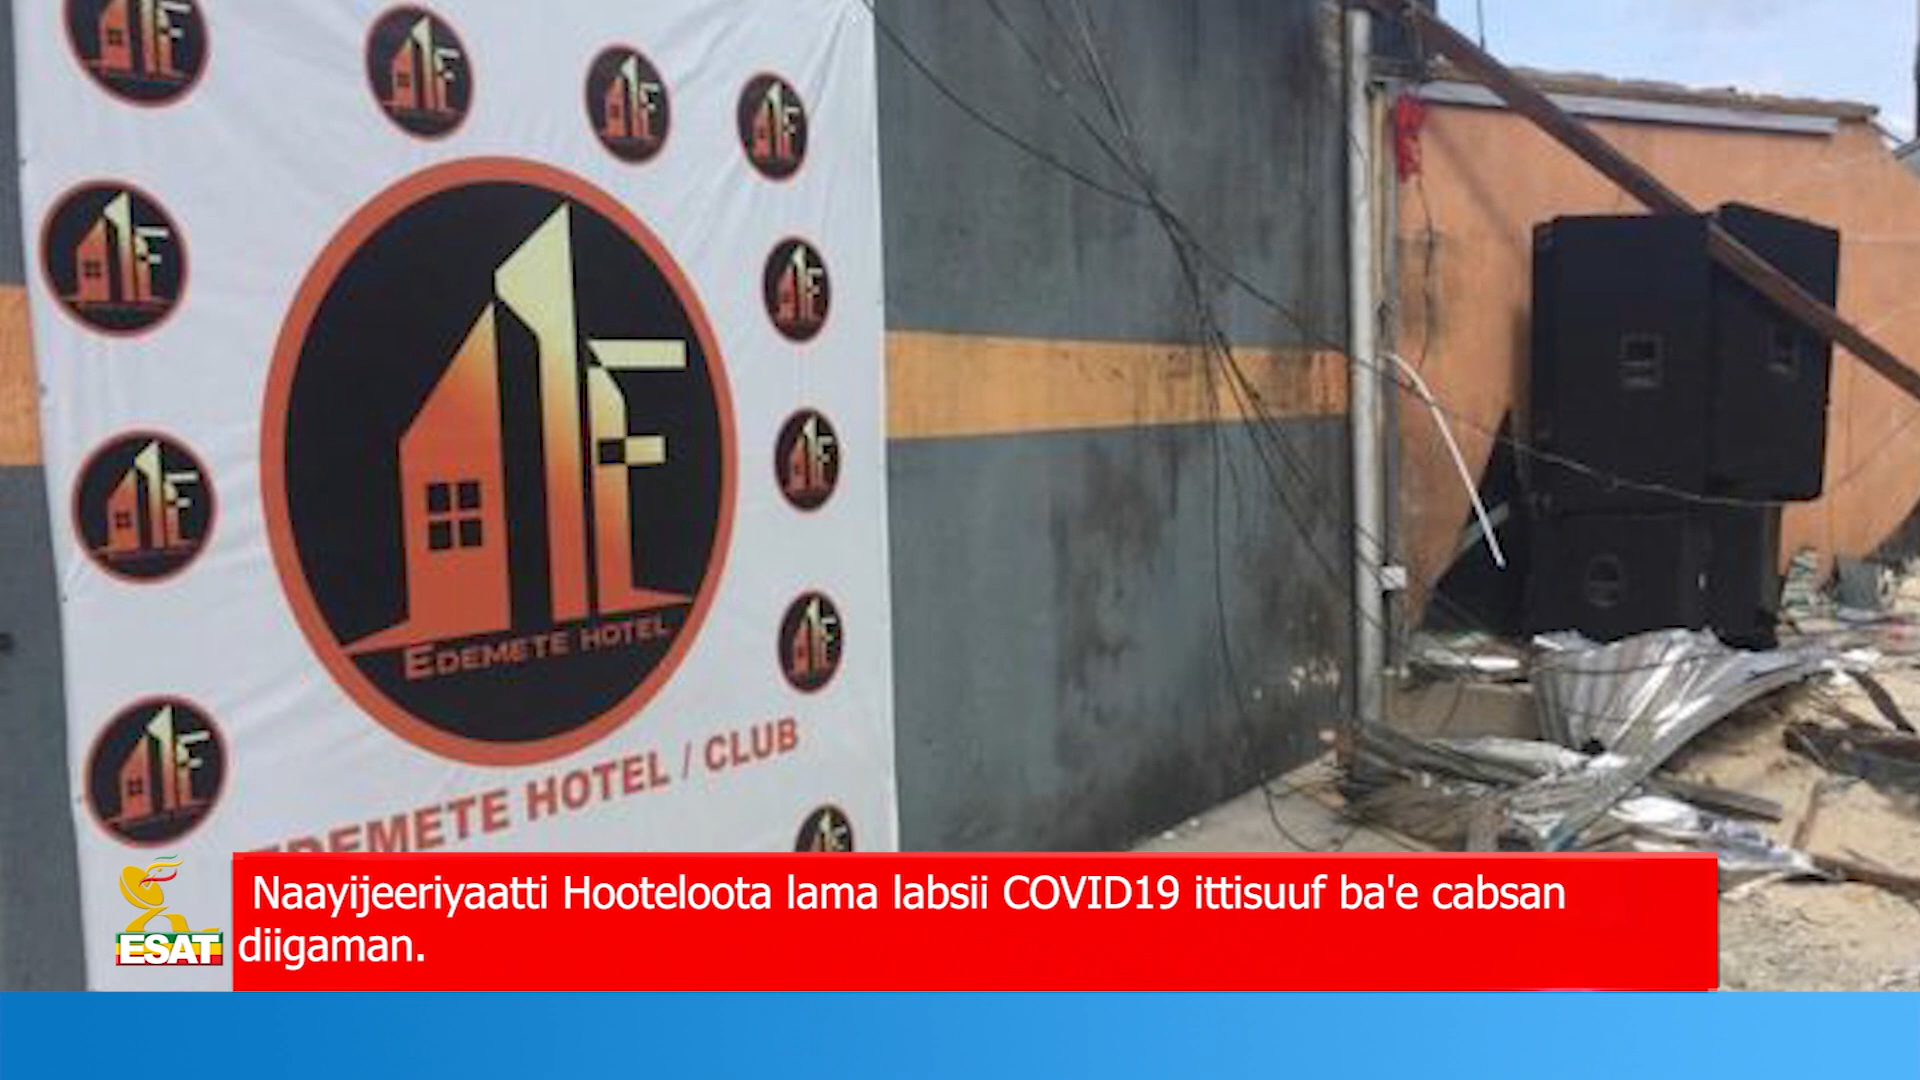 EDEMETE HOTEL
EDEMETE HOTEL / CLUB
Naayijeeriyaatti Hooteloota lama labsii COVID19 ittisuuf ba'e cabsan
diigaman.
ESAT